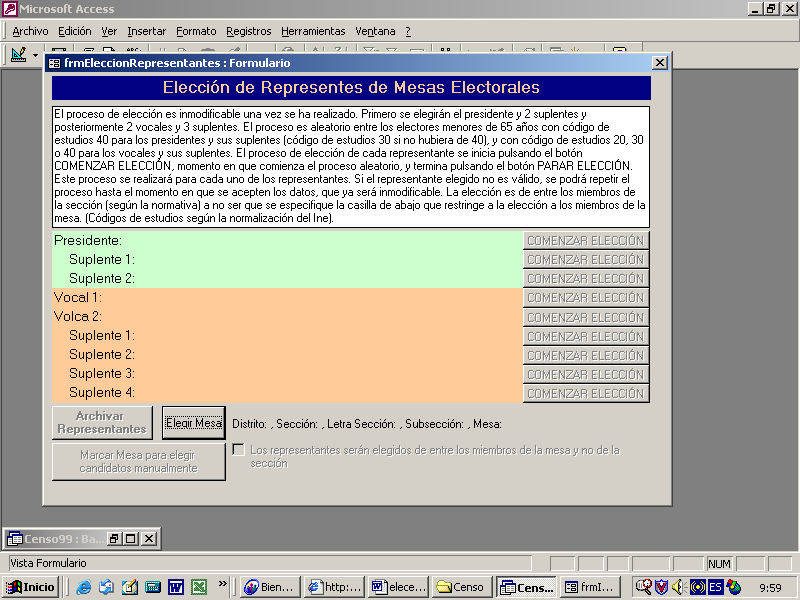 Microsoft Access
Archivo Edición Ver Insertar Formato Registros Herramientas Ventana ?
frmEleccionRepresentantes : Formulario
Elección de Representes de Mesas Electorales
El proceso de elección es inmodificable una vez se ha realizado. Primero se elegirán el presidente y 2 suplentes y
posteriormente 2 vocales y 3 suplentes. El proceso es aleatorio entre los electores menores de 65 años con código de
estudios 40 para los presidentes y sus suplentes (código de estudios 30 si no hubiera de 40), y con código de estudios 20, 30
o 40 para los vocales y sus suplentes. El proceso de elección de cada representante se inicia pulsando el botón
COMENZAR ELECCIÓN, momento en que comienza el proceso aleatorio, y termina pulsando el botón PARAR ELECCIÓN.
Este proceso se realizará para cada uno de los representantes. Si el representante elegido no es válido, se podrá repetir el
proceso hasta el momento en que se acepten los datos, que ya será inmodificable. La elección es de entre los miembros de
la sección (según la normativa) a no ser que se especifique la casilla de abajo que restringe a la elección a los miembros de la
mesa. (Códigos de estudios según la normalización del Ine).
Presidente: COMENZAR ELECCIÓN
Suplente 1: COMENZAR ELECCIÓN
Suplente 2: COMENZAR ELECCIÓN
Vocal 1: COMENZAR ELECCIÓN
Volca 2: COMENZAR ELECCIÓN
Suplente 1: COMENZAR ELECCIÓN
Suplente 2: COMENZAR ELECCIÓN
Suplente 3: COMENZAR ELECCIÓN
Suplente 4: COMENZAR ELECCIÓN
Archivar
Representantes
Elegir Mesa
Distrito: , Sección: , Letra Sección: , Subsección: , Mesa:
Marcar Mesa para elegir
candidatos manualmente
Los representantes serán elegidos de entre los miembros de la mesa y no de la
sección
Censo99 : Ba...
Vista Formulario NUM
Inicio » Bien... http:... elece... Censo Cens... frmI... ES 9:59